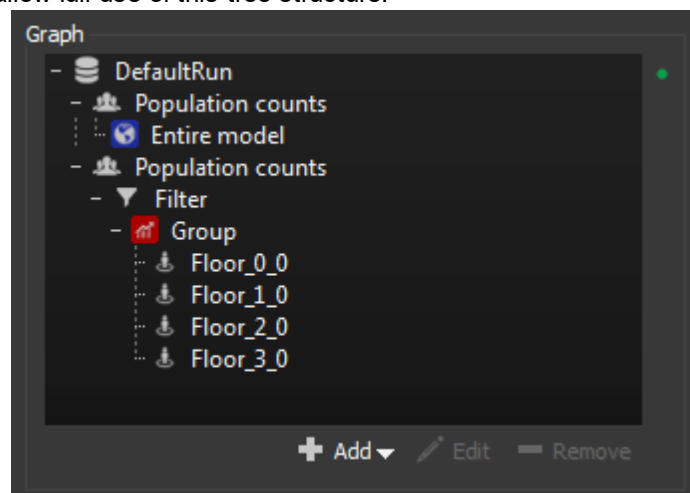 allow full use of this tree structure.
Graph
DefaultRun
Population counts
Entire model
Population counts
Filter
Group
Floor_0_0
Floor_1_0
Floor_2_0
Floor_3_0
Add Edit Remove